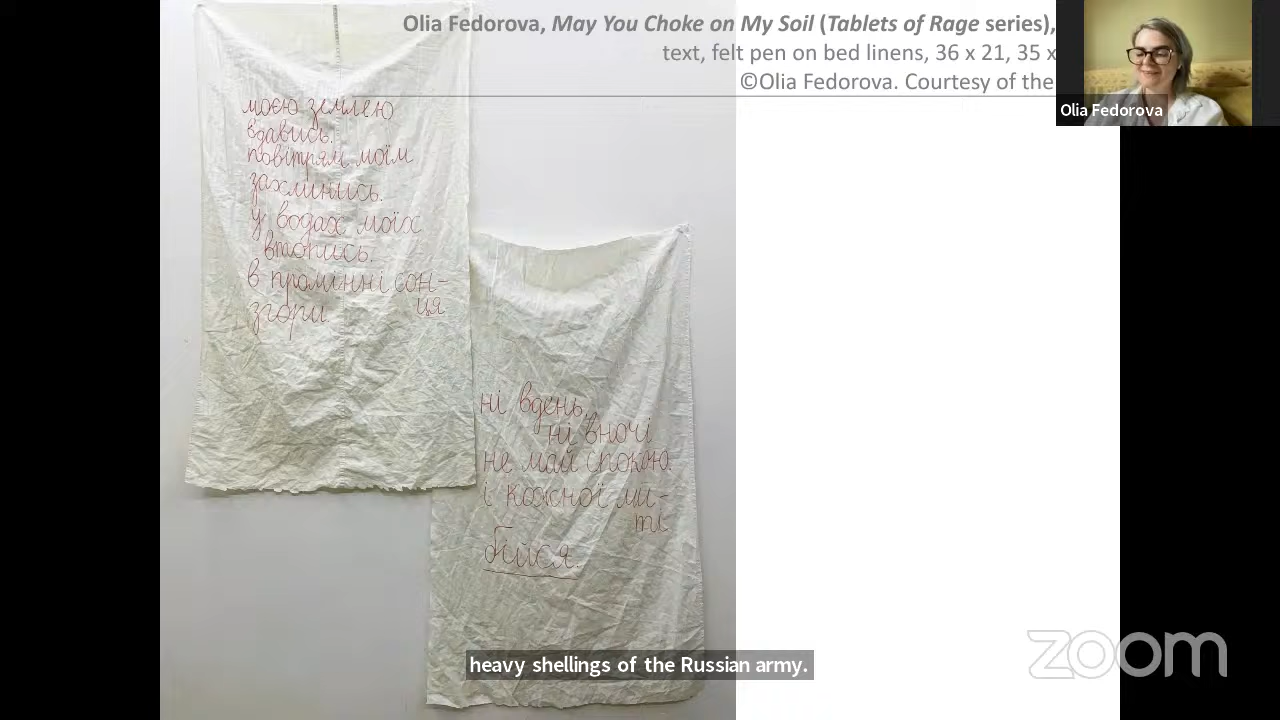 Olia Fedorova, May You Choke on My Soil (Tablets of Rage series),
text, felt pen on bed linens, 36 x 21, 35 x
©Olia Fedorova. Courtesy of the
Olia Fedorova
моєю землею
вдавись.
повітрям моїм
захлинись.
у водах моїх
втопись.
в промінні сон-
ця
згори
ні вдень,
ні вночі
не май спокою.
і кожної ми-
ті
бійся.
heavy shellings of the Russian army.
zoom